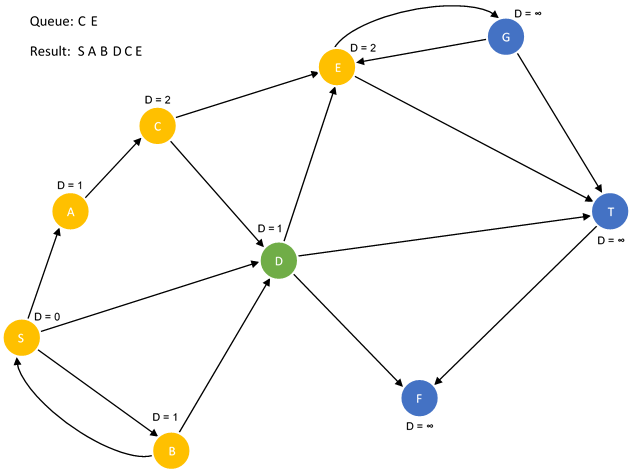 Queue: C E
D = ∞
G
Result: S A B D C E
D = 2
E
D = 2
C
D = 1
A
T
D = 1
D = ∞
D
D = 0
S
F
D = 1
D = ∞
B